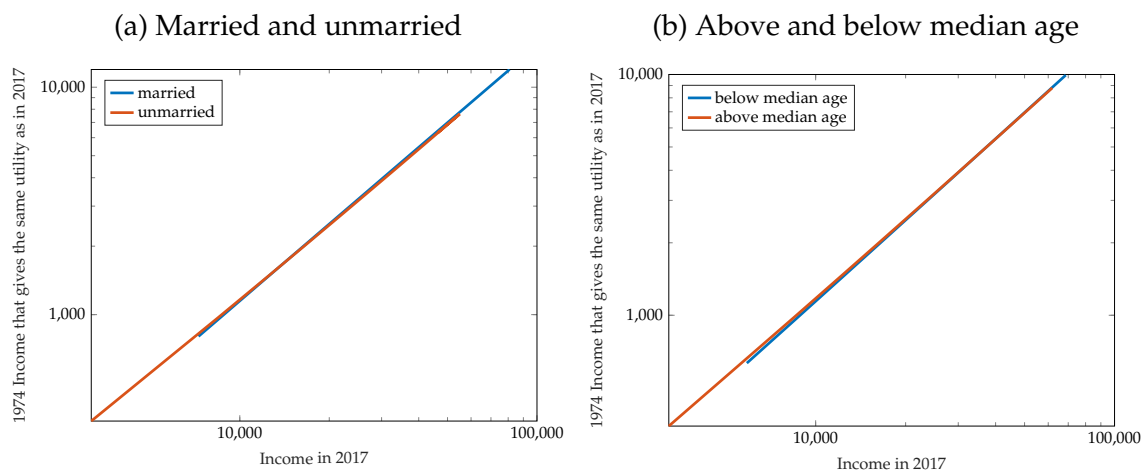 (a) Married and unmarried
1974 Income that gives the same utility as in 2017
10,000
1,000
married
unmarried
10,000
100,000
Income in 2017
(b) Above and below median age
1974 Income that gives the same utility as in 2017
10,000
1,000
below median age
above median age
10,000
100,000
Income in 2017